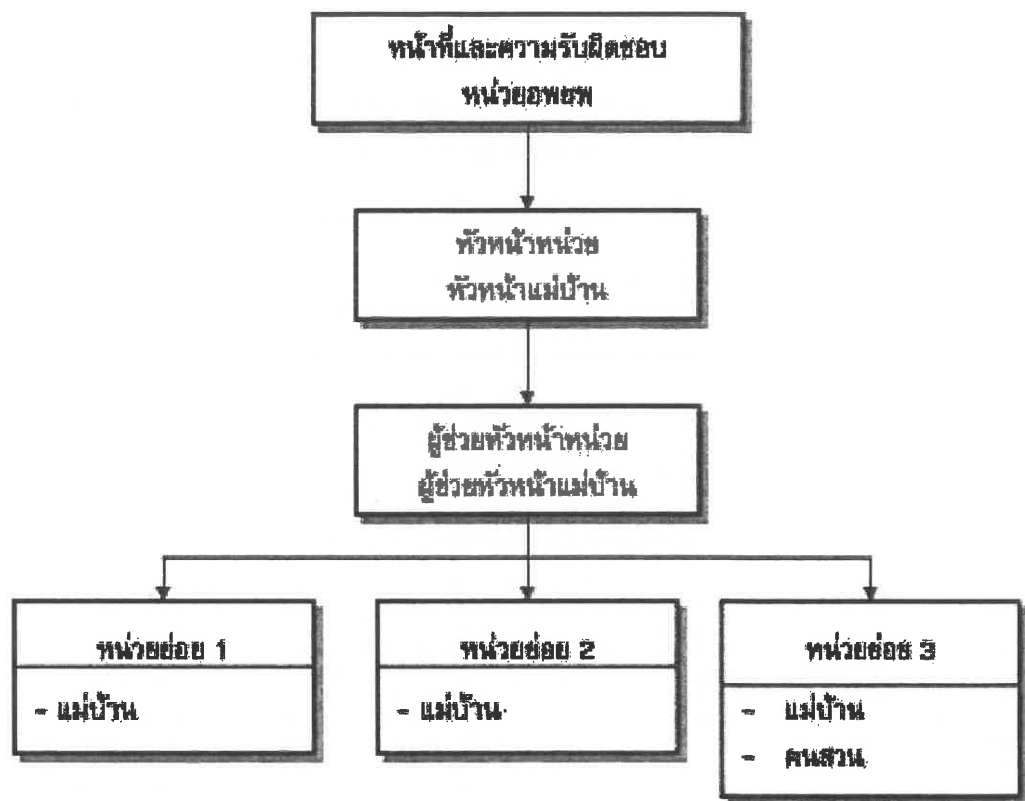 หน้าที่และความรับผิดชอบ
หน่วยอพยพ
หัวหน้าหน่วย
หัวหน้าแม่บ้าน
ผู้ช่วยหัวหน้าหน่วย
ผู้ช่วยหัวหน้าแม่บ้าน
หน่วยย่อย 1
- แม่บ้าน
หน่วยย่อย 2
- แม่บ้าน
หน่วยย่อย 3
- แม่บ้าน
- คนสวน